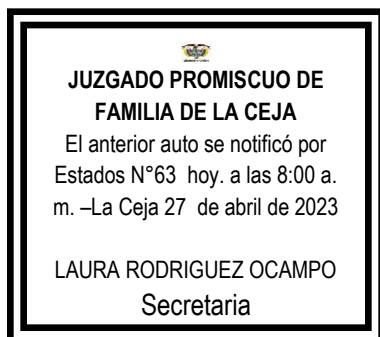 JUZGADO PROMISCUO DE
FAMILIA DE LA CEJA
El anterior auto se notificó por
Estados N°63 hoy. a las 8:00 a.
m. –La Ceja 27 de abril de 2023
LAURA RODRIGUEZ OCAMPO
Secretaria